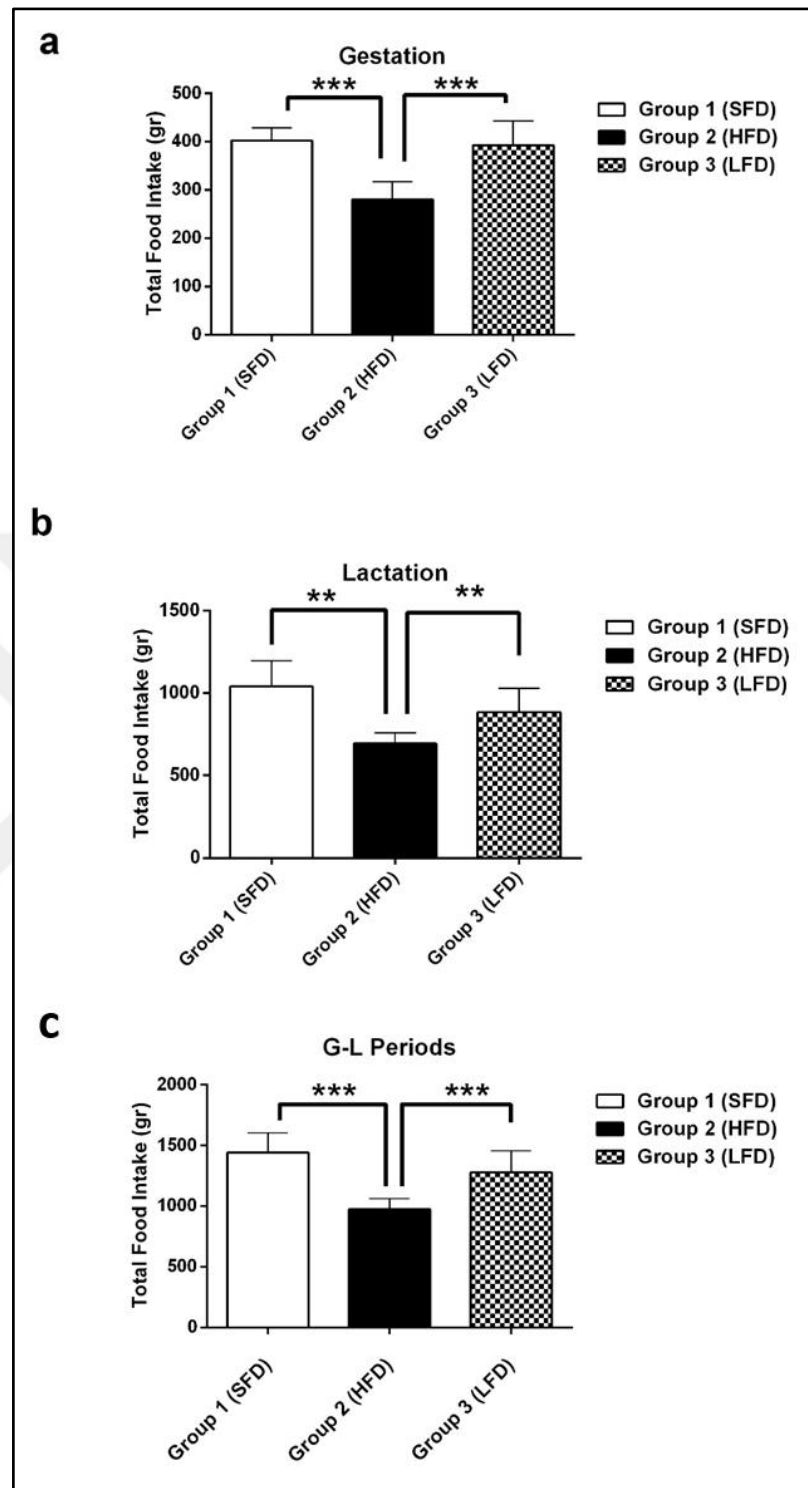 a
Gestation
*** ***
500
400
300
200
100
0
Total Food Intake (gr)
Group 1 (SFD)
Group 2 (HFD)
Group 3 (LFD)
Group 1 (SFD)
Group 2 (HFD)
Group 3 (LFD)
b
Lactation
** **
1500
1000
500
0
Total Food Intake (gr)
Group 1 (SFD)
Group 2 (HFD)
Group 3 (LFD)
Group 1 (SFD)
Group 2 (HFD)
Group 3 (LFD)
c
G-L Periods
*** ***
2000
1500
1000
500
0
Total Food Intake (gr)
Group 1 (SFD)
Group 2 (HFD)
Group 3 (LFD)
Group 1 (SFD)
Group 2 (HFD)
Group 3 (LFD)